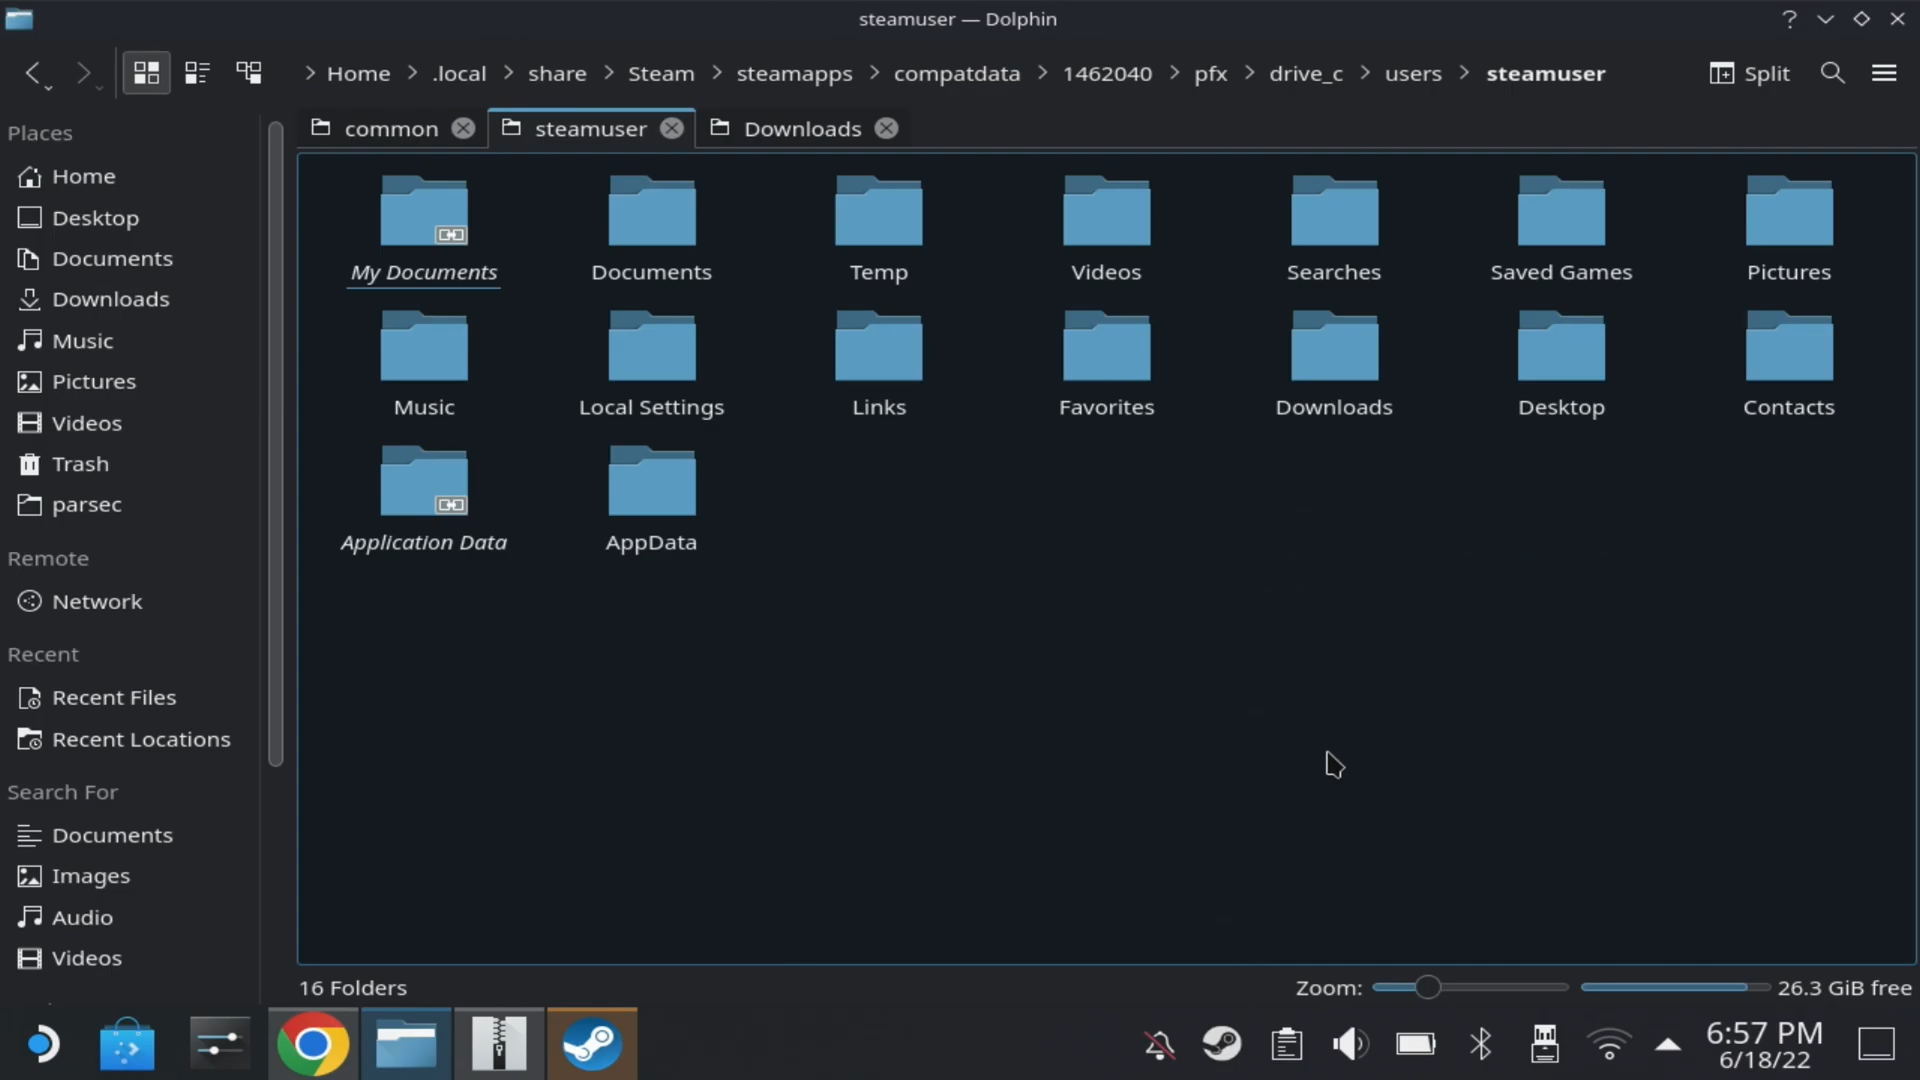 steamuser — Dolphin
Home .local share Steam steamapps compatdata 1462040 pfx drive_c users steamuser
Split
Places
Home
Desktop
Documents
Downloads
Music
Pictures
Videos
Trash
parsec
Remote
Network
Recent
Recent Files
Recent Locations
Search For
Documents
Images
Audio
Videos
common steamuser Downloads
My Documents Documents Temp Videos Searches Saved Games Pictures
Music Local Settings Links Favorites Downloads Desktop Contacts
Application Data AppData
16 Folders
Zoom:
26.3 GiB free
6:57 PM
6/18/22